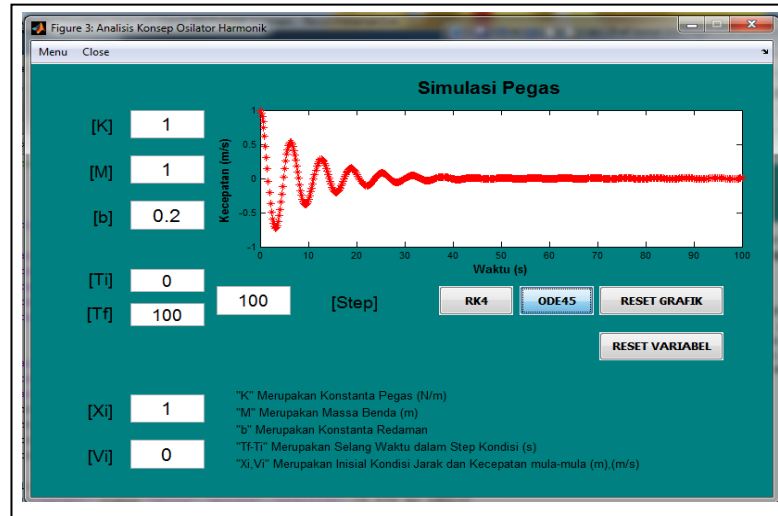 Figure 3: Analisis Konsep Osilator Harmonik
Menu Close
Simulasi Pegas
[K] 1
[M] 1
[b] 0.2
Kecepatan (m/s)
1
0.5
0
-0.5
-1
0 10 20 30 40 50 60 70 80 90 100
Waktu (s)
[Ti] 0
[Tf] 100
100 [Step] RK4 ODE45 RESET GRAFIK
RESET VARIABEL
[Xi] 1
[Vi] 0
"K" Merupakan Konstanta Pegas (N/m)
"M" Merupakan Massa Benda (m)
"b" Merupakan Konstanta Redaman
"Tf-Ti" Merupakan Selang Waktu dalam Step Kondisi (s)
"Xi,Vi" Merupakan Inisial Kondisi Jarak dan Kecepatan mula-mula (m),(m/s)